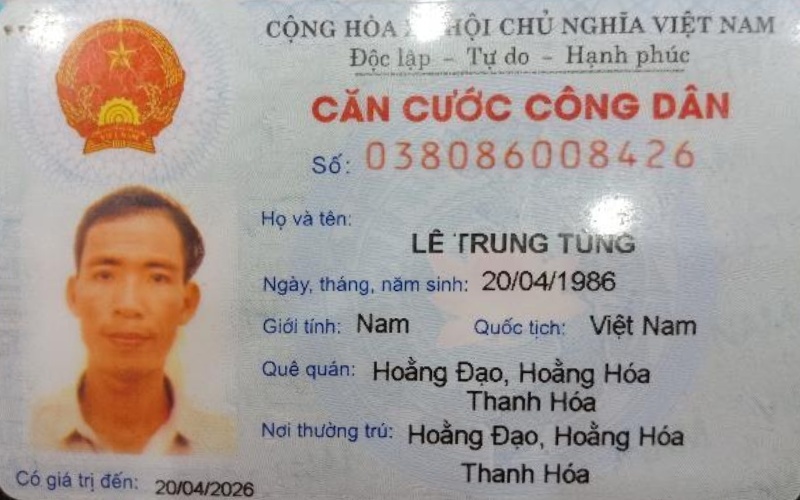 CỘNG HÒA HỘI CHỦ NGHĨA VIỆT NAM
Độc lập - Tự do - Hạnh phúc
CĂN CƯỚC CÔNG DÂN
Số: 038086008426
Họ và tên:
LÊ TRUNG TÙNG
Ngày, tháng, năm sinh: 20/04/1986
Giới tính: Nam Quốc tịch: Việt Nam
Quê quán: Hoằng Đạo, Hoằng Hóa
Thanh Hóa
Nơi thường trú: Hoằng Đạo, Hoằng Hóa
Thanh Hóa
Có giá trị đến: 20/04/2026